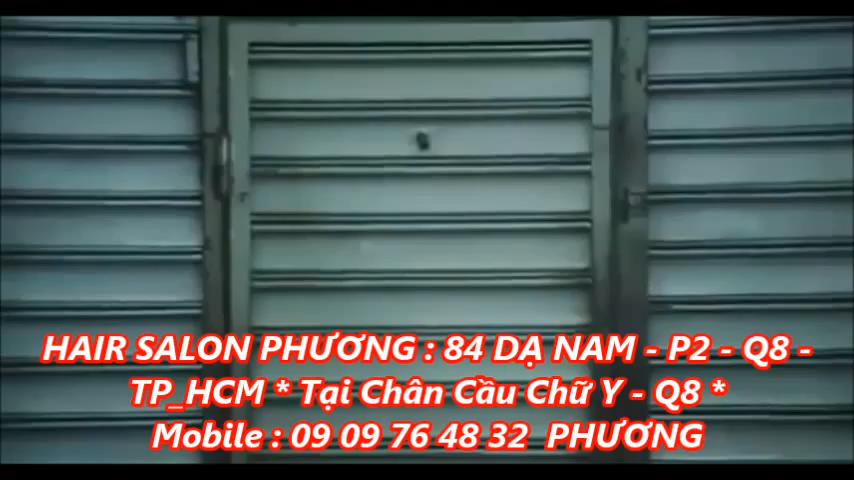 HAIR SALON PHƯƠNG : 84 DẠ NAM - P2 - Q8 -
TP_HCM * Tại Chân Cầu Chữ Y - Q8 *
Mobile : 09 09 76 48 32 PHƯƠNG